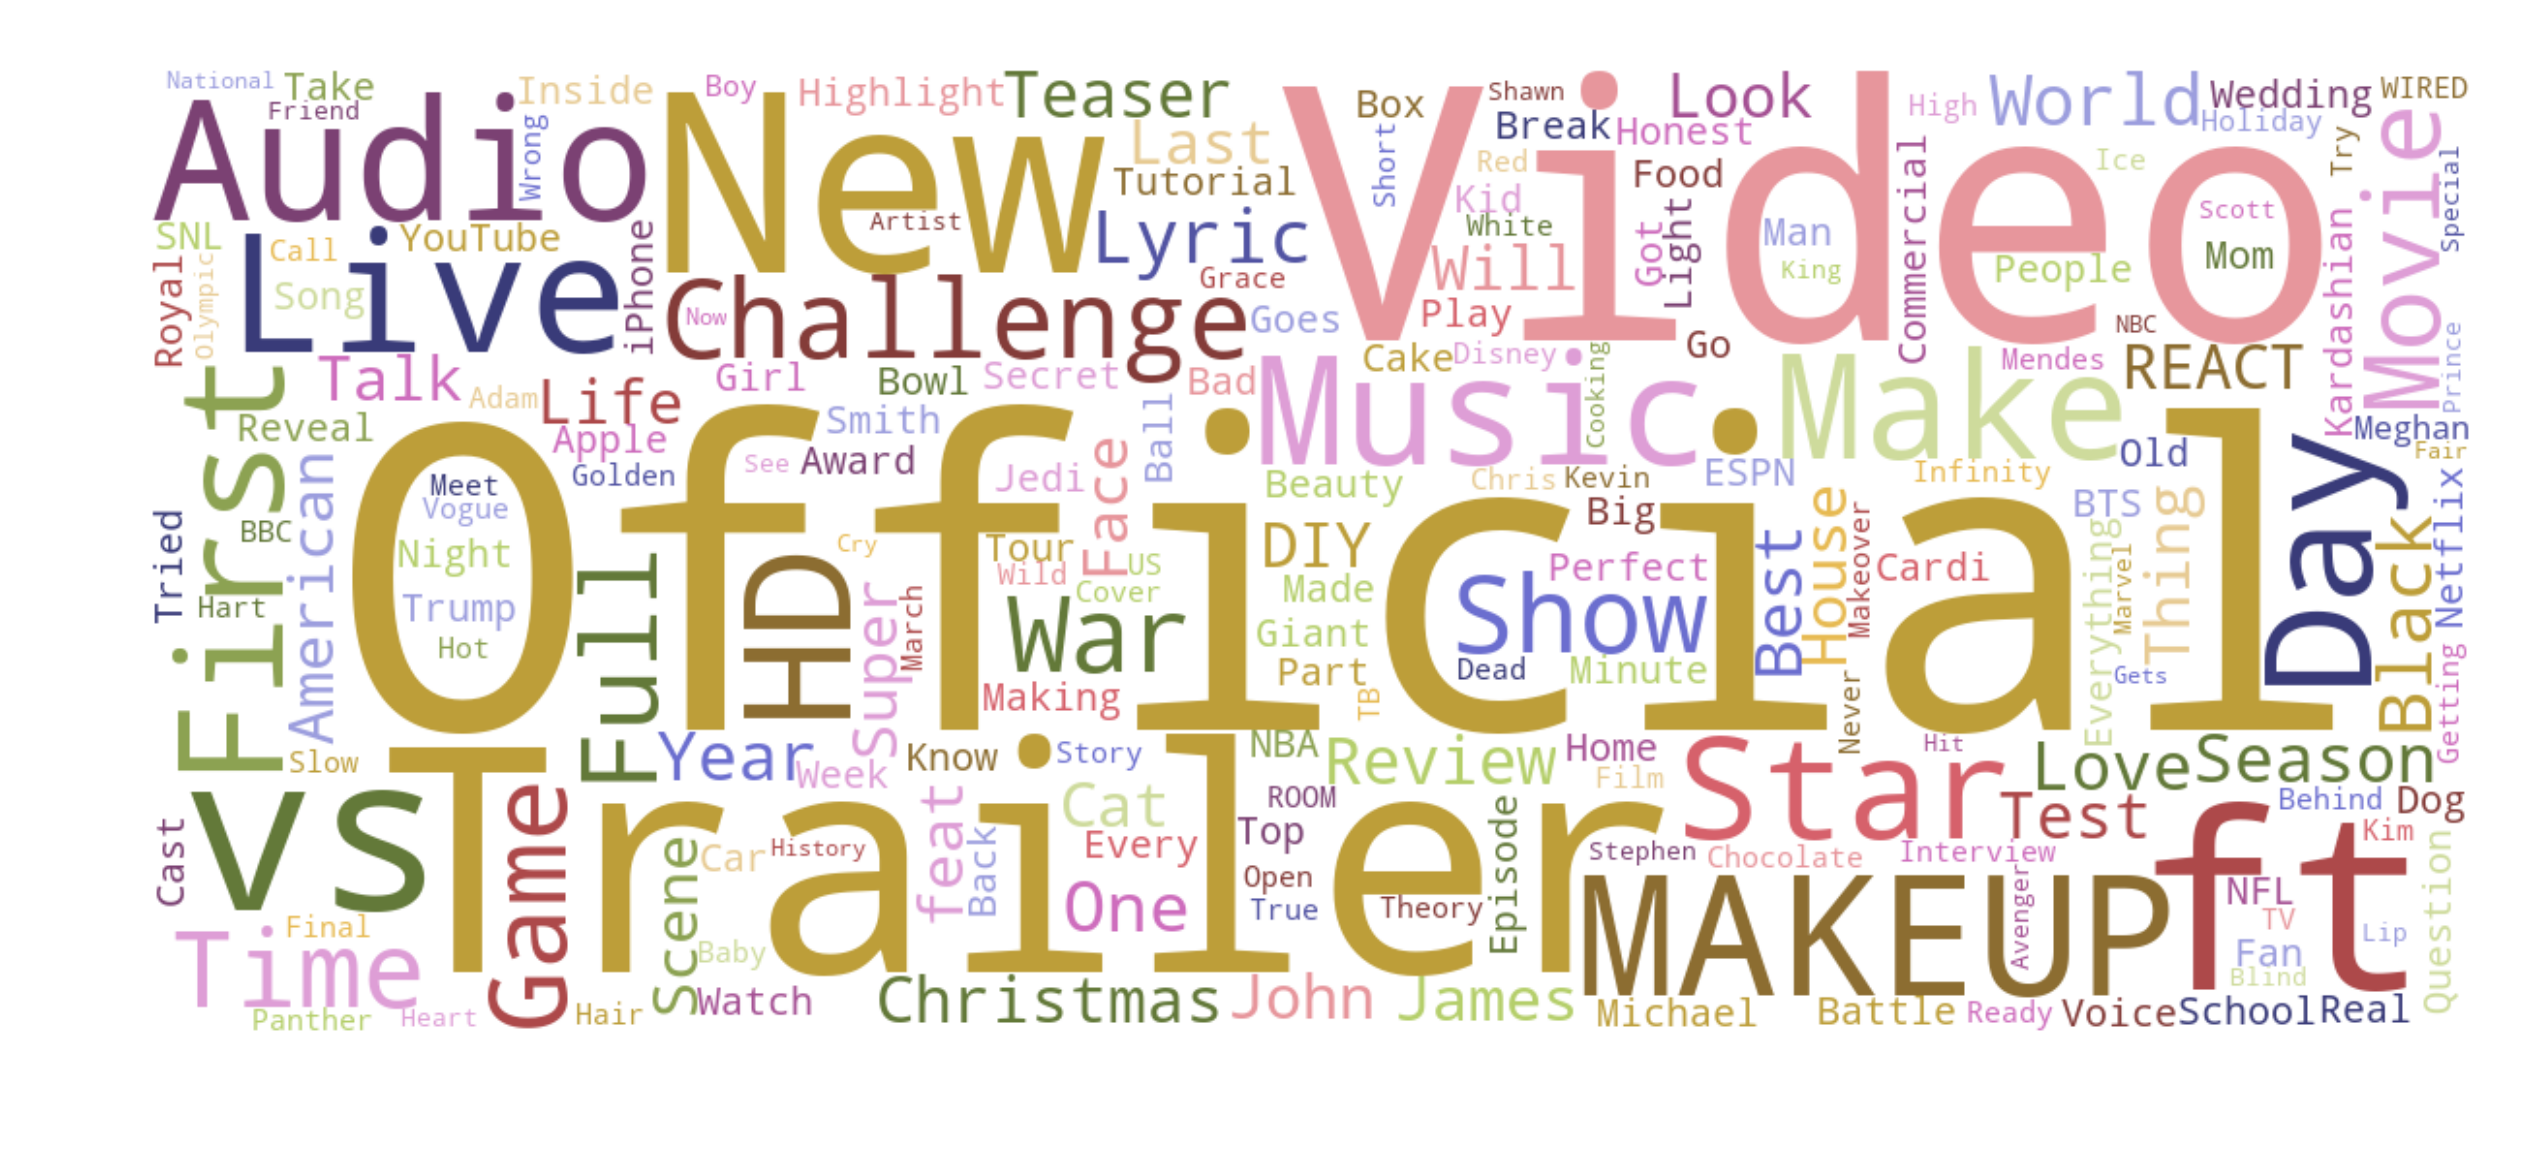 National
Take
Friend
Inside
Boy
Highlight
Teaser
Box
Shawn
Look
High
World
Wedding
WIRED
Audio
Wrong
New
Artist
Last
Tutorial
Lyric
Video
Short
Break
Honest
Red
Kid
White
Food
Will
Got
Light
Man
King
Commercial
Ice
People
Holiday
Scott
Mom
Try
Movie
Special
SNL
Call
YouTube
Royal
Olympic
Song
Live
iPhone
Challenge
Now
Grace
Goes
Play
Go
NBC
Kardashian
Prince
Talk
Adam
Life
Girl
Bowl
Secret
Bad
Cake
Disney
Cooking
Music
Make
Mendes
REACT
First
Reveal
Apple
Smith
Award
See
Golden
Jedi
Face
Ball
Beauty
Chris
Kevin
ESPN
Infinity
Old
Meghan
Fair
Day
American
Meet
Vogue
BBC
Night
Trump
Hot
Hart
Tried
Official
Full
HD
Cry
Super
March
Tour
Wild
US
Cover
War
Making
DIY
Made
Giant
Part
TB
Big
Perfect
Show
Dead
Minute
Best
House
Makeover
Never
Cardi
BTS
Everything
Marvel
Thing
Gets
Black
Netflix
Getting
Slow
Year
Week
Know
Story
NBA
Review
Home
Film
Star
Hit
Love
Season
Test
Behind
Dog
vs
Trailer
Game
Cast
Scene
Car
History
feat
Back
Cat
Every
One
ROOM
Top
Open
True
Theory
Episode
Stephen
Chocolate
Interview
Kim
Question
Time
Final
Baby
MAKEUP
Avenger
ft
NFL
TV
Fan
Blind
Lip
Panther
Heart
Hair
Watch
Christmas
John
James
Michael
Battle
Ready
Voice
School
Real